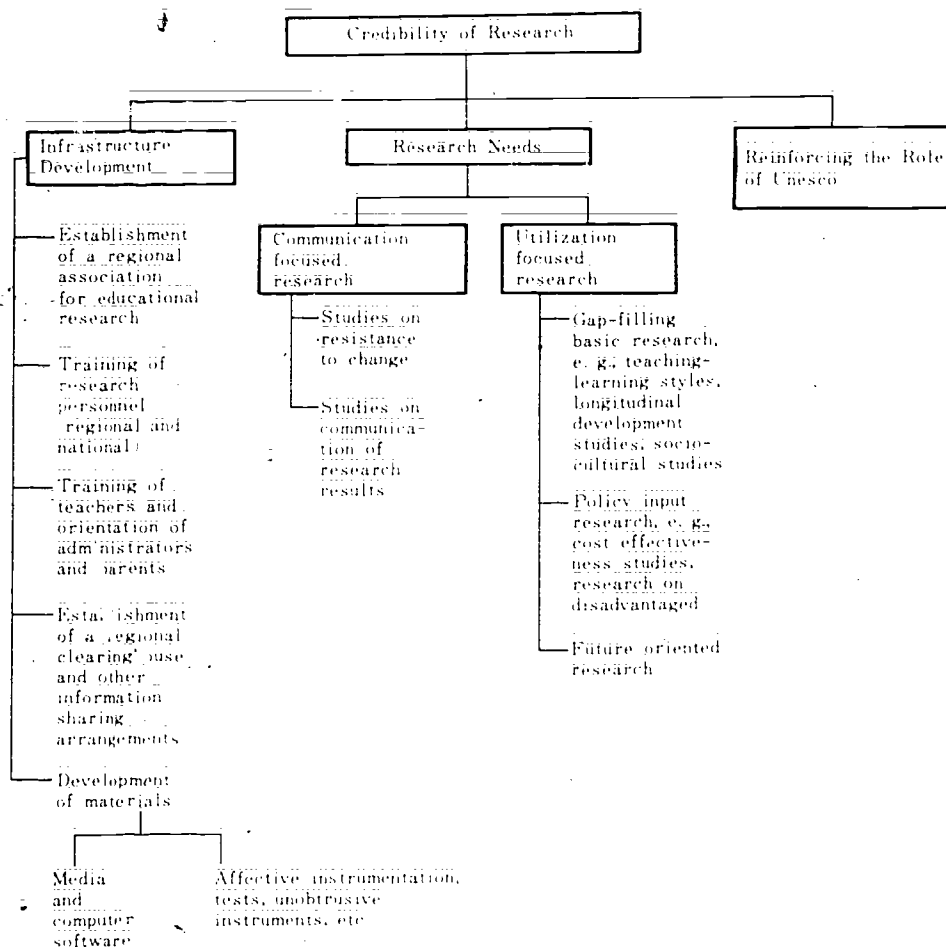 Credibility of Research
Infrastructure
Development
Research Needs
Reinforcing the Role
of Unesco
Establishment
of a regional
association
for educational
research
Training of
research
personnel
regional and
national)
Training of
teachers and
orientation of
administrators
and parents
of a regional
and other
information
sharing
arrangements
Development
of materials
Media
and
computer
software
Affective instrumentation,
tests, unobtrusive
instruments, etc
Communication
focused
research
Studies on
resistance
to change
Studies on
communica-
tion of
research
results
Utilization
focused
research
Gap-filling
basic research,
e. g., teaching-
learning styles,
longitudinal
development
studies, socio-
cultural studies
Policy input
research, e. g.,
cost effective-
ness studies,
research on
disadvantaged
Future oriented
research